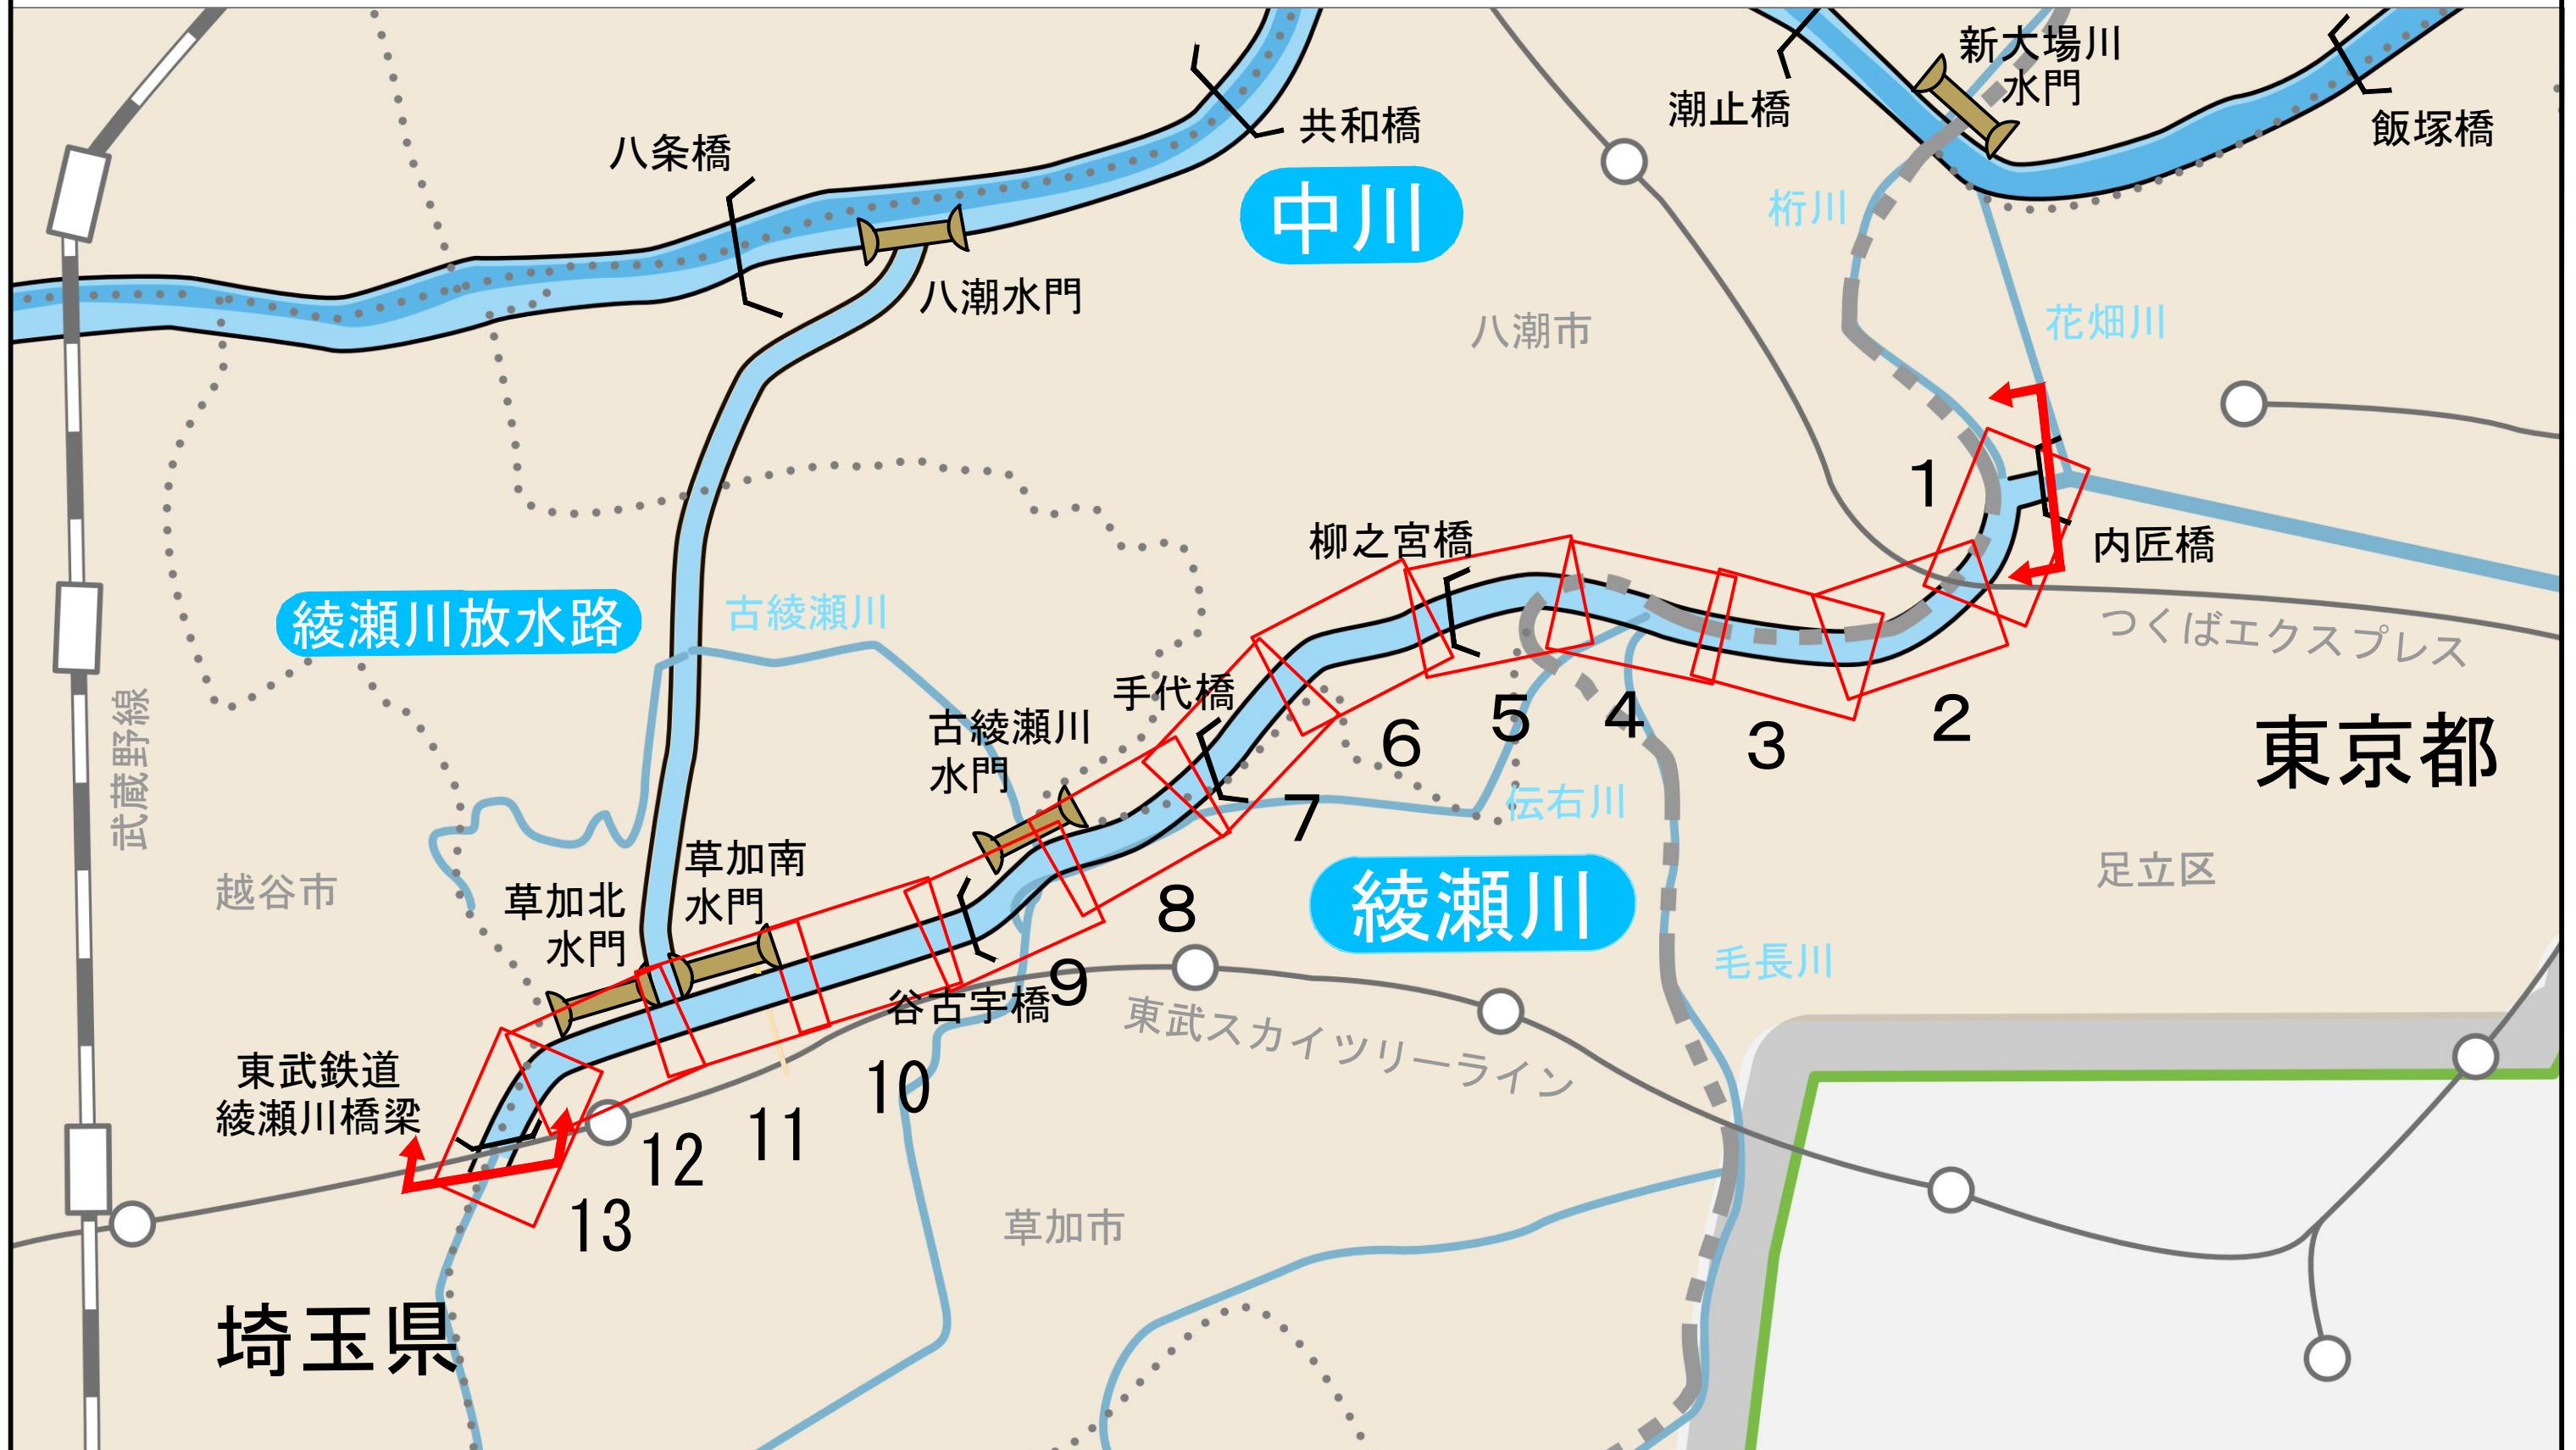 新大場川
水門
潮止橋
飯塚橋
共和橋
八条橋
中川
桁川
八潮水門
八潮市
花畑川
1
柳之宮橋
内匠橋
綾瀬川放水路
古綾瀬川
つくばエクスプレス
手代橋
古綾瀬川
水門
武蔵野線
6
5
4
3
2
東京都
7
伝右川
越谷市
草加南
水門
草加北
水門
8
綾瀬川
足立区
9
毛長川
谷古宇橋
東武スカイツリーライン
東武鉄道
綾瀬川橋梁
10
11
12
13
草加市
埼玉県